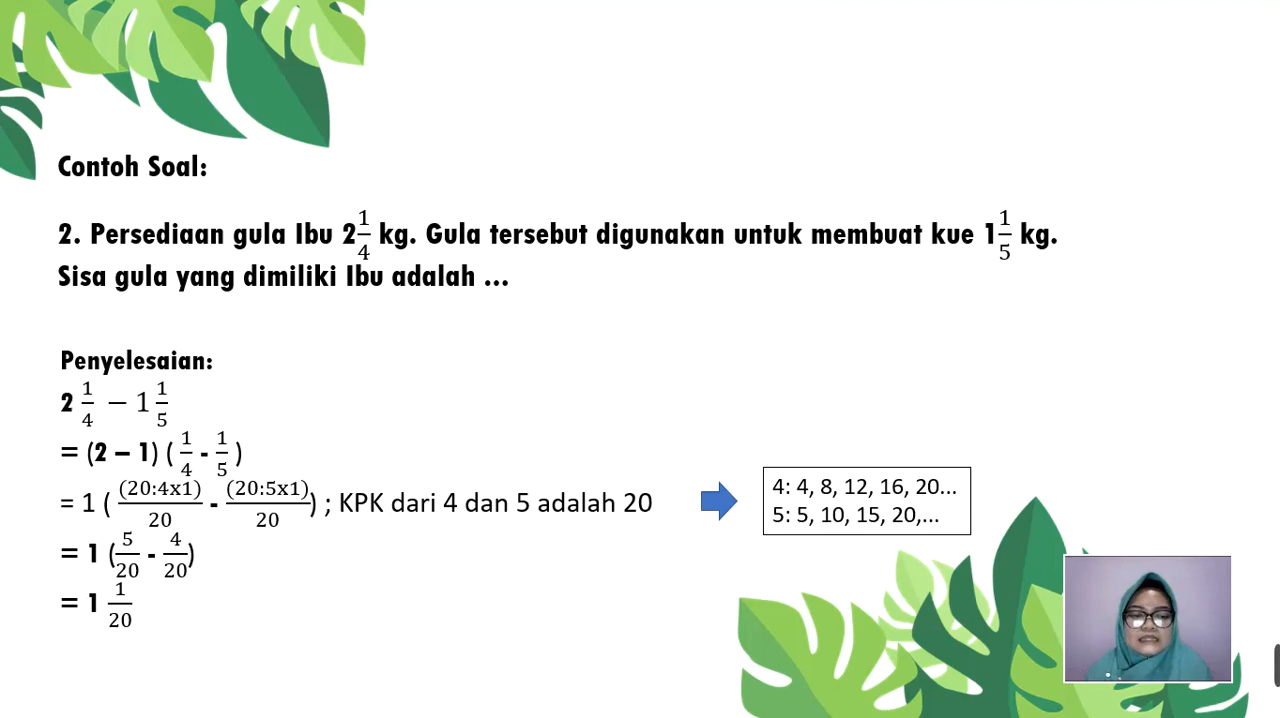 Contoh Soal:
2. Persediaan gula Ibu 2 1/4 kg. Gula tersebut digunakan untuk membuat kue 1 1/5 kg.
Sisa gula yang dimiliki Ibu adalah ...
Penyelesaian:
2 1/4 – 1 1/5
= (2 – 1) ( 1/4 - 1/5 )
= 1 ( (20:4x1)/20 - (20:5x1)/20 ) ; KPK dari 4 dan 5 adalah 20
4: 4, 8, 12, 16, 20...
5: 5, 10, 15, 20,...
= 1 (5/20 - 4/20)
= 1 1/20